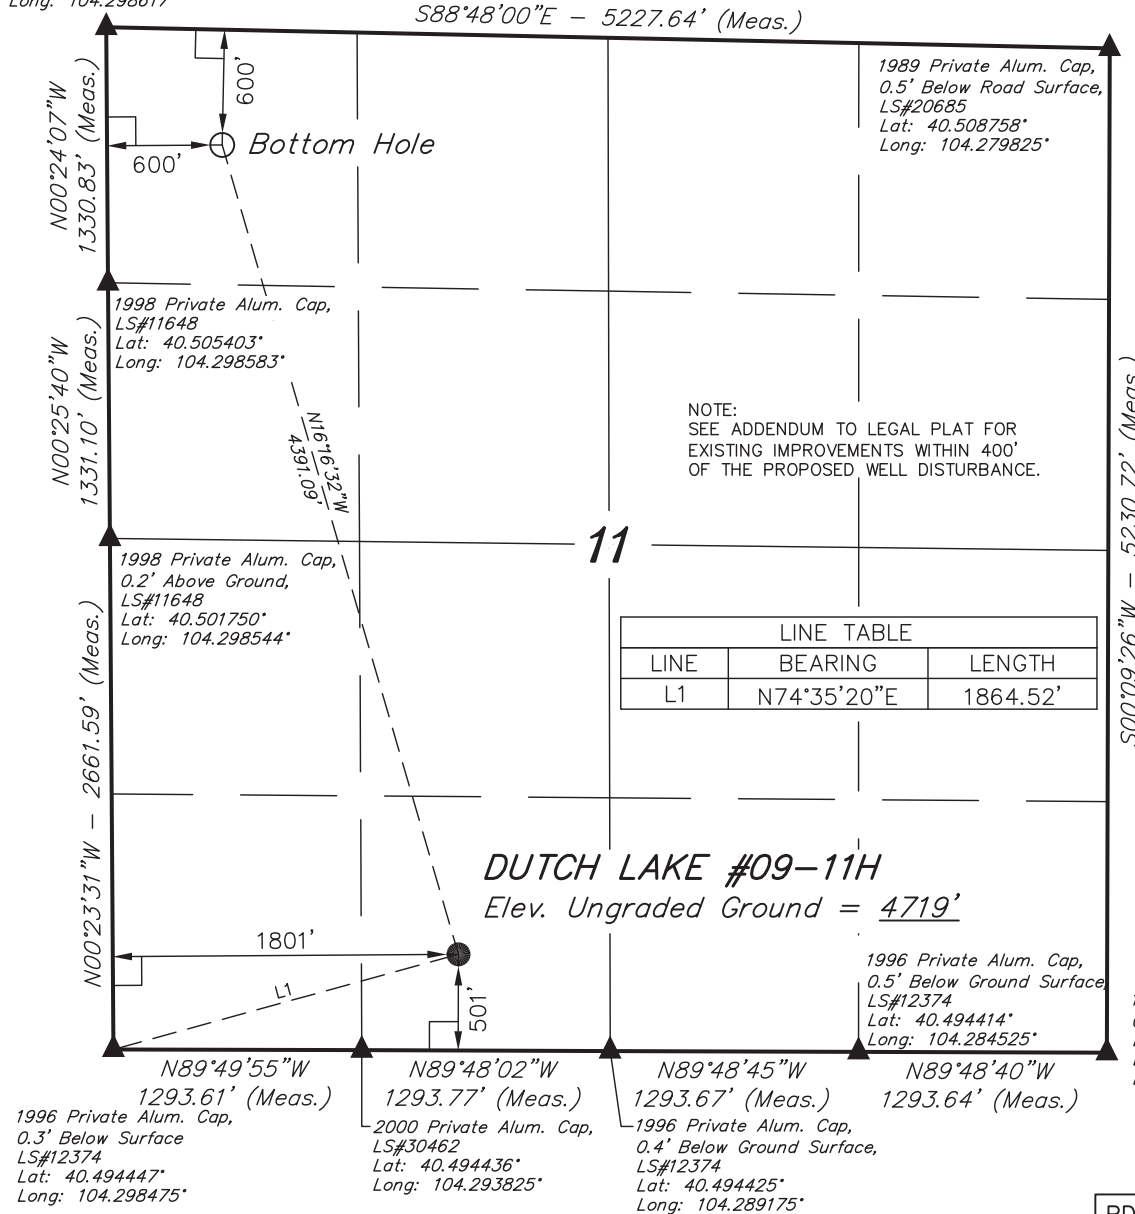 Long: 104.298617°
S88°48'00"E - 5227.64' (Meas.)
1989 Private Alum. Cap,
0.5' Below Road Surface,
LS#20685
Lat: 40.508758°
Long: 104.279825°
600'
600'
Bottom Hole
N00°24'07"W
1330.83' (Meas.)
1998 Private Alum. Cap,
LS#11648
Lat: 40.505403°
Long: 104.298583°
N00°25'40"W
1331.10' (Meas.)
N16°16'32"W
4391.09'
NOTE:
SEE ADDENDUM TO LEGAL PLAT FOR
EXISTING IMPROVEMENTS WITHIN 400'
OF THE PROPOSED WELL DISTURBANCE.
11
S00°09'26"W - 5230.72' (Meas.)
1998 Private Alum. Cap,
0.2' Above Ground,
LS#11648
Lat: 40.501750°
Long: 104.298544°
LINE TABLE
LINE BEARING LENGTH
L1 N74°35'20"E 1864.52'
N00°23'31"W - 2661.59' (Meas.)
DUTCH LAKE #09-11H
Elev. Ungraded Ground = 4719'
1801'
L1
501'
1996 Private Alum. Cap,
0.5' Below Ground Surface,
LS#12374
Lat: 40.494414°
Long: 104.284525°
N89°49'55"W
1293.61' (Meas.)
N89°48'02"W
1293.77' (Meas.)
N89°48'45"W
1293.67' (Meas.)
N89°48'40"W
1293.64' (Meas.)
1996 Private Alum. Cap,
0.3' Below Surface
LS#12374
Lat: 40.494447°
Long: 104.298475°
2000 Private Alum. Cap,
LS#30462
Lat: 40.494436°
Long: 104.293825°
1996 Private Alum. Cap,
0.4' Below Ground Surface,
LS#12374
Lat: 40.494425°
Long: 104.289175°